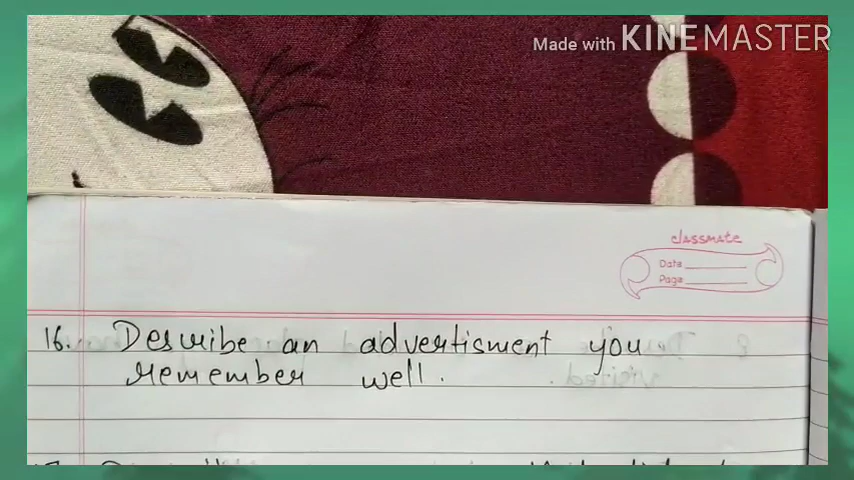 Made with KINEMASTER
classmate
Date
Page
16. Describe an advertisment you
remember well.